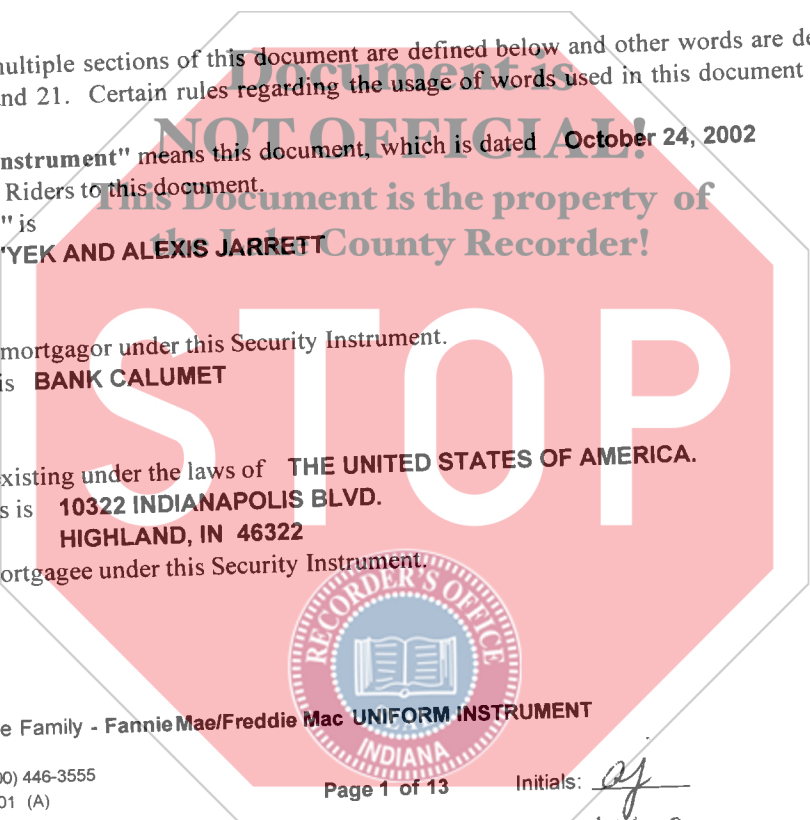 multiple sections of this document are defined below and other words are de
nd 21. Certain rules regarding the usage of words used in this document
Document is
NOT OFFICIAL!
This Document is the property of
the Lake County Recorder!
nstrument" means this document, which is dated October 24, 2002
Riders to this document.
" is
YEK AND ALEXIS JARRETT
mortgagor under this Security Instrument.
is BANK CALUMET
xisting under the laws of THE UNITED STATES OF AMERICA.
s is 10322 INDIANAPOLIS BLVD.
HIGHLAND, IN 46322
ortgagee under this Security Instrument.
STOP
RECORDER'S OFFICE
INDIANA
e Family - Fannie Mae/Freddie Mac UNIFORM INSTRUMENT
00) 446-3555
01 (A)
Page 1 of 13
Initials: aj